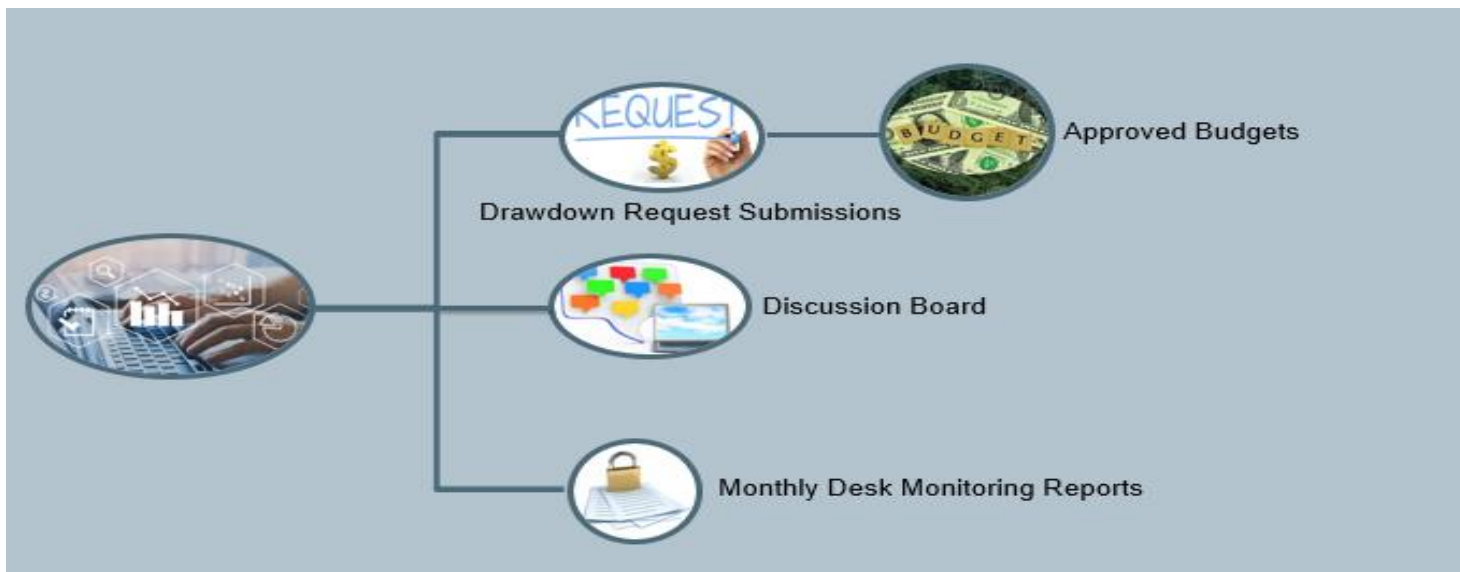 REQUEST
BUDGET
Approved Budgets
Drawdown Request Submissions
Discussion Board
Monthly Desk Monitoring Reports